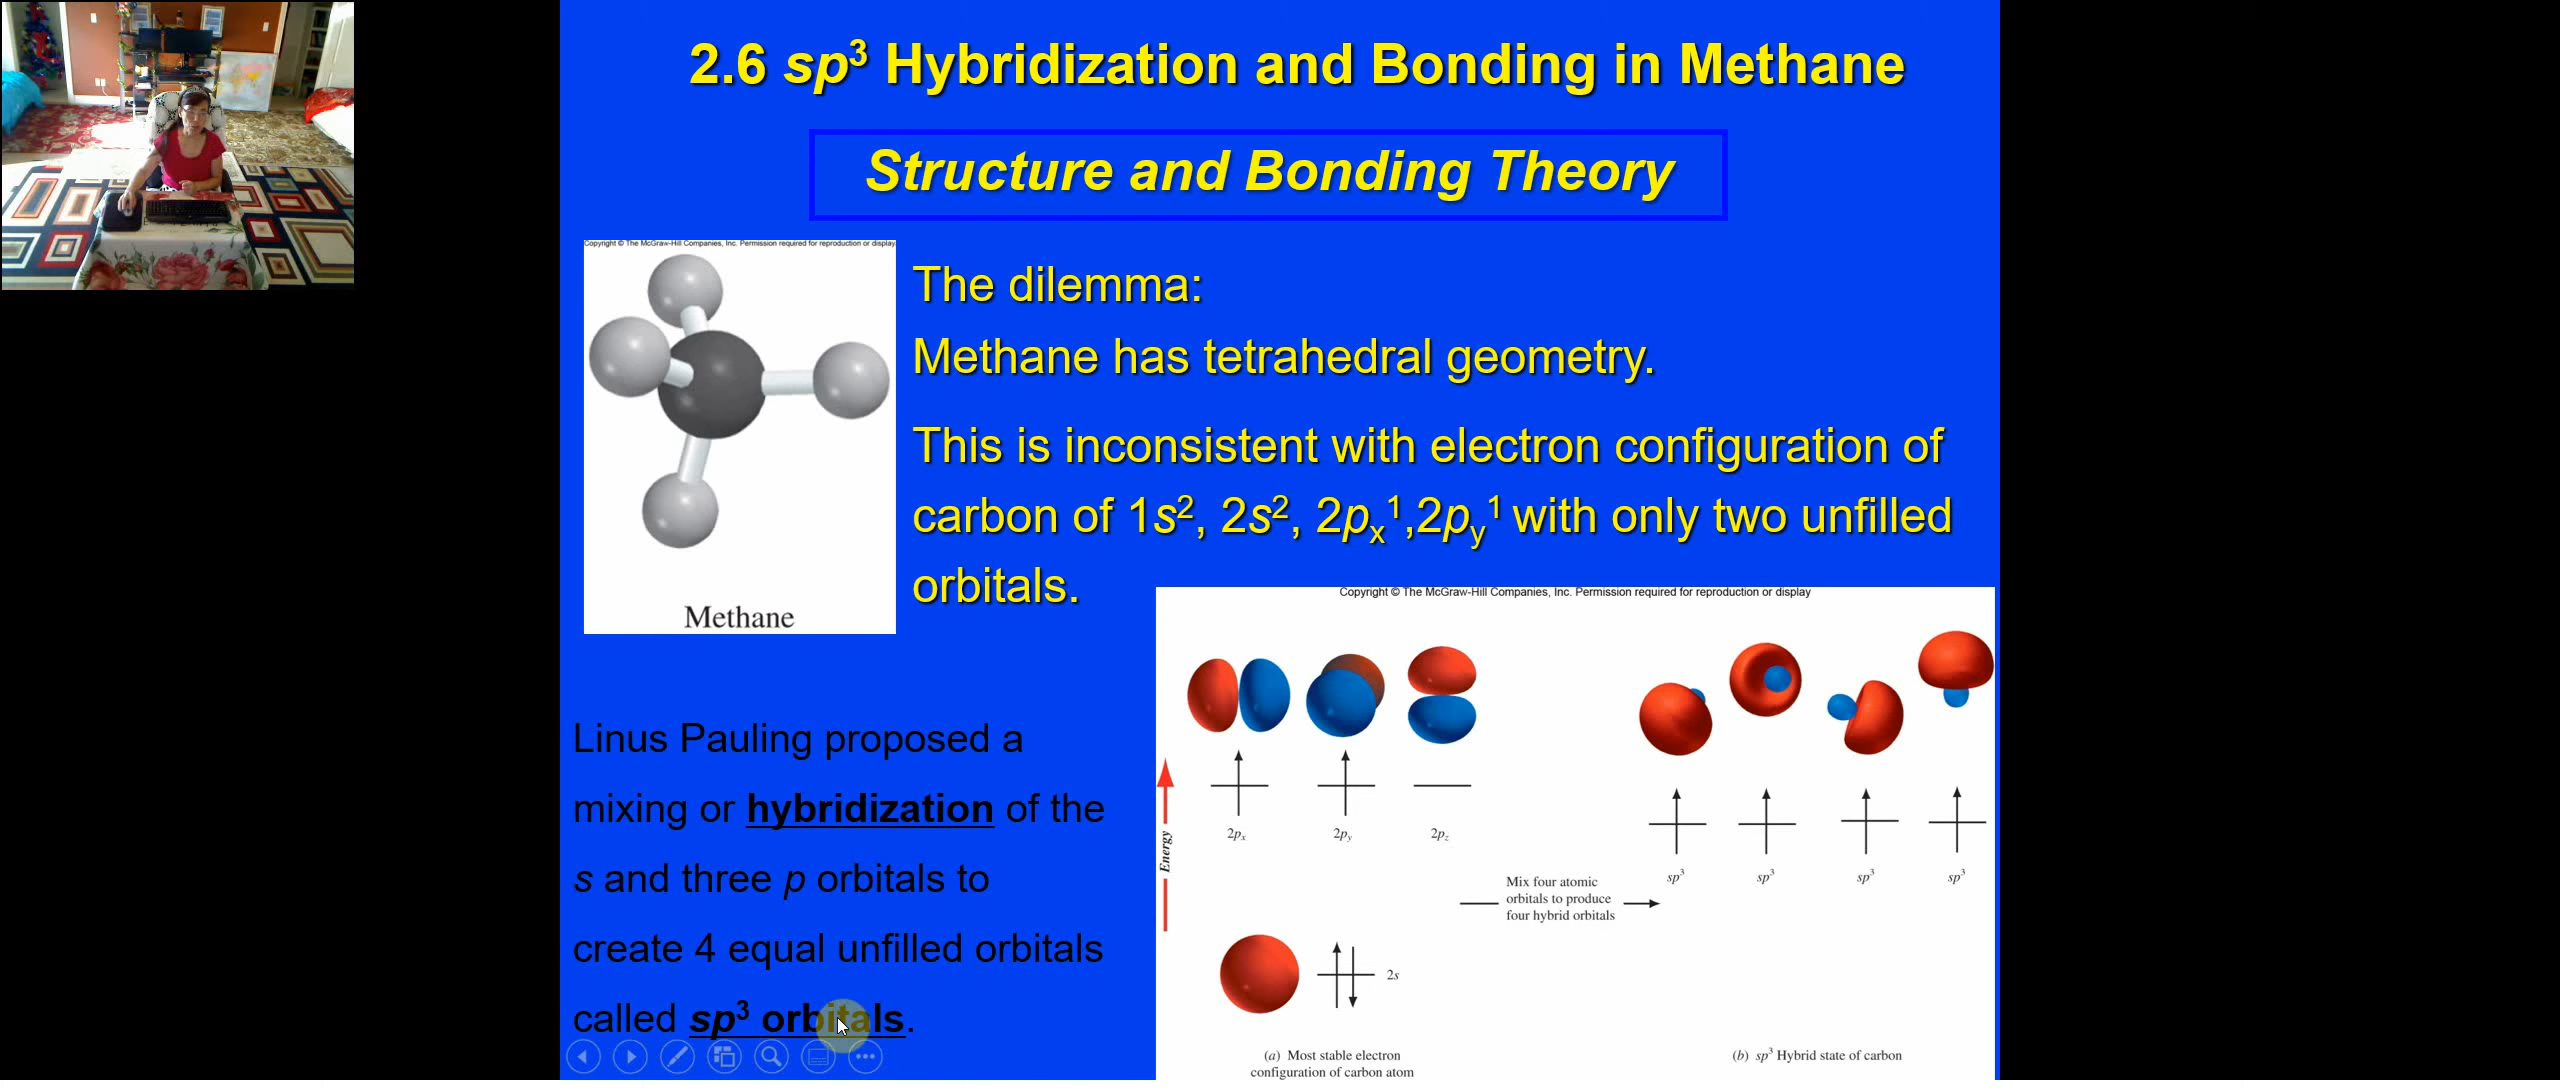 2.6 sp³ Hybridization and Bonding in Methane
Structure and Bonding Theory
Copyright © The McGraw-Hill Companies, Inc. Permission required for reproduction or display
Methane
The dilemma:
Methane has tetrahedral geometry.
This is inconsistent with electron configuration of
carbon of 1s², 2s², 2pₓ¹,2pᵧ¹ with only two unfilled
orbitals.
Linus Pauling proposed a
mixing or hybridization of the
s and three p orbitals to
create 4 equal unfilled orbitals
called sp³ orbitals.
Copyright © The McGraw-Hill Companies, Inc. Permission required for reproduction or display
Energy
2pₓ 2pᵧ 2p_z
sp³ sp³ sp³ sp³
Mix four atomic
orbitals to produce
four hybrid orbitals
2s
(a) Most stable electron
configuration of carbon atom
(b) sp³ Hybrid state of carbon